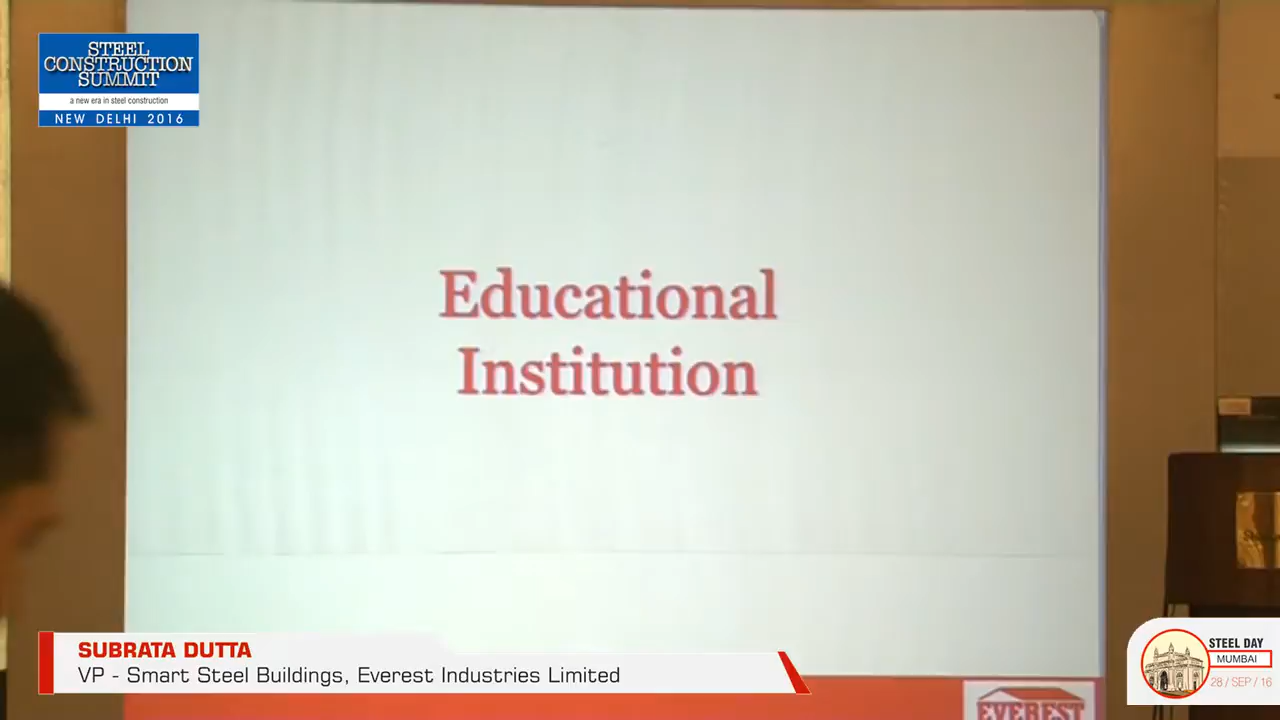 STEEL
CONSTRUCTION
SUMMIT
a new era in steel construction
NEW DELHI 2016
Educational
Institution
SUBRATA DUTTA
VP - Smart Steel Buildings, Everest Industries Limited
EVEREST
STEEL DAY
MUMBAI
28 / SEP / 16